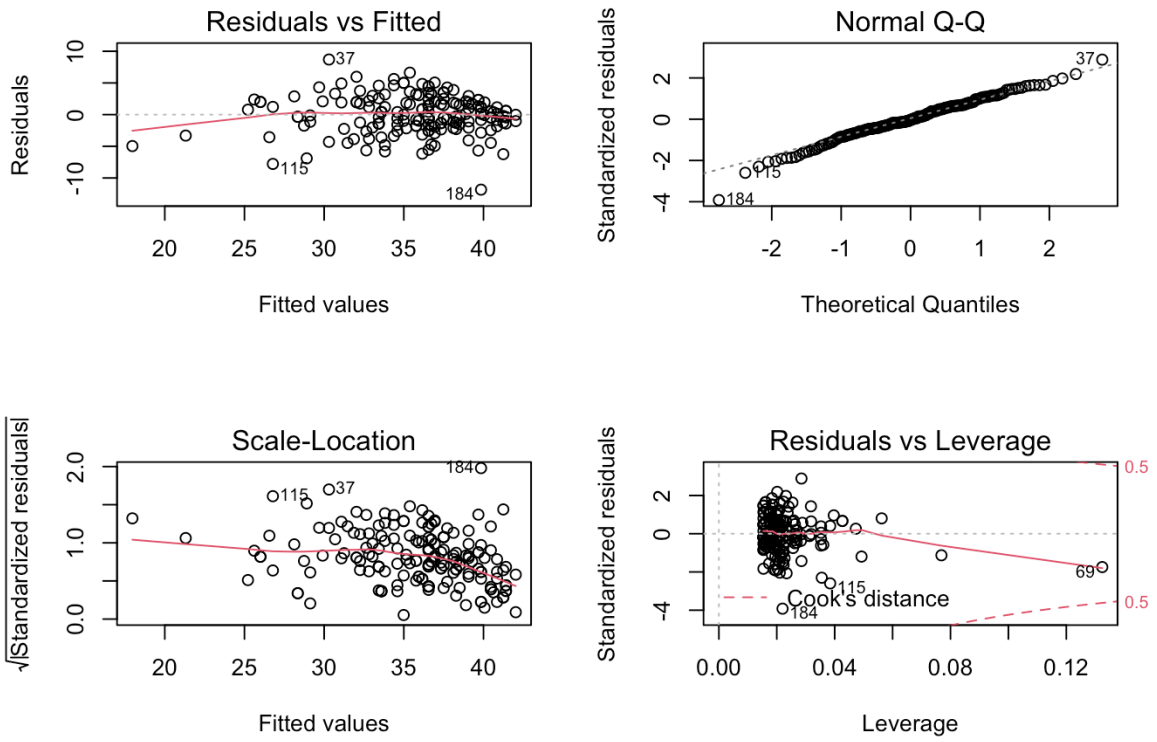 Residuals vs Fitted
Residuals
10
0
-10
37
115
184
20 25 30 35 40
Fitted values
Normal Q-Q
Standardized residuals
2
0
-2
-4
37
115
184
-2 -1 0 1 2
Theoretical Quantiles
Scale-Location
√|Standardized residuals|
2.0
1.0
0.0
184
115
37
20 25 30 35 40
Fitted values
Residuals vs Leverage
Standardized residuals
2
0
-4
0.5
69
115
Cook's distance
184
0.5
0.00 0.04 0.08 0.12
Leverage